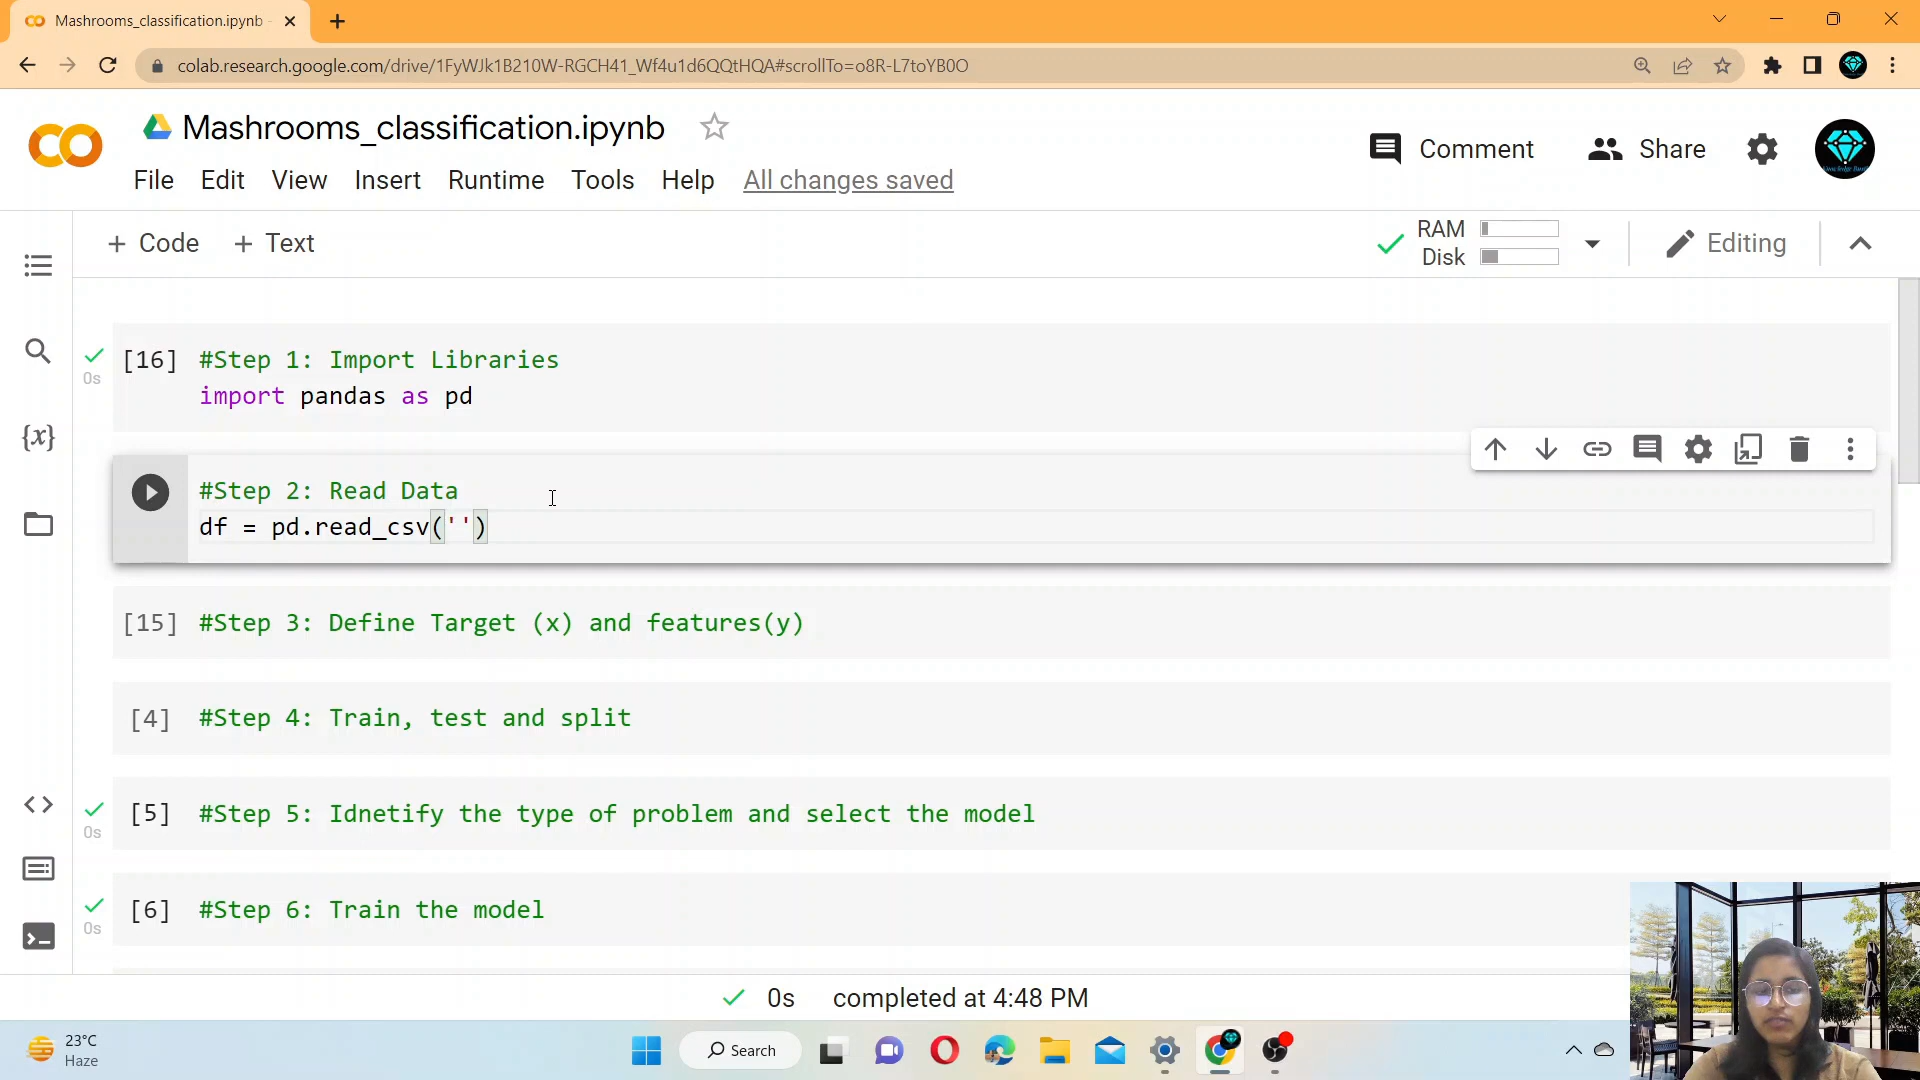 Mashrooms_classification.ipynb -
colab.research.google.com/drive/1FyWJk1B210W-RGCH41_Wf4u1d6QQtHQA#scrollTo=o8R-L7toYB0O
Mashrooms_classification.ipynb
Comment
Share
File Edit View Insert Runtime Tools Help All changes saved
+ Code + Text
RAM
Disk
Editing
[16] #Step 1: Import Libraries
0s
import pandas as pd
#Step 2: Read Data
df = pd.read_csv('')
[15] #Step 3: Define Target (x) and features(y)
[4] #Step 4: Train, test and split
[5] #Step 5: Idnetify the type of problem and select the model
0s
[6] #Step 6: Train the model
0s
0s completed at 4:48 PM
23°C
Haze
Search